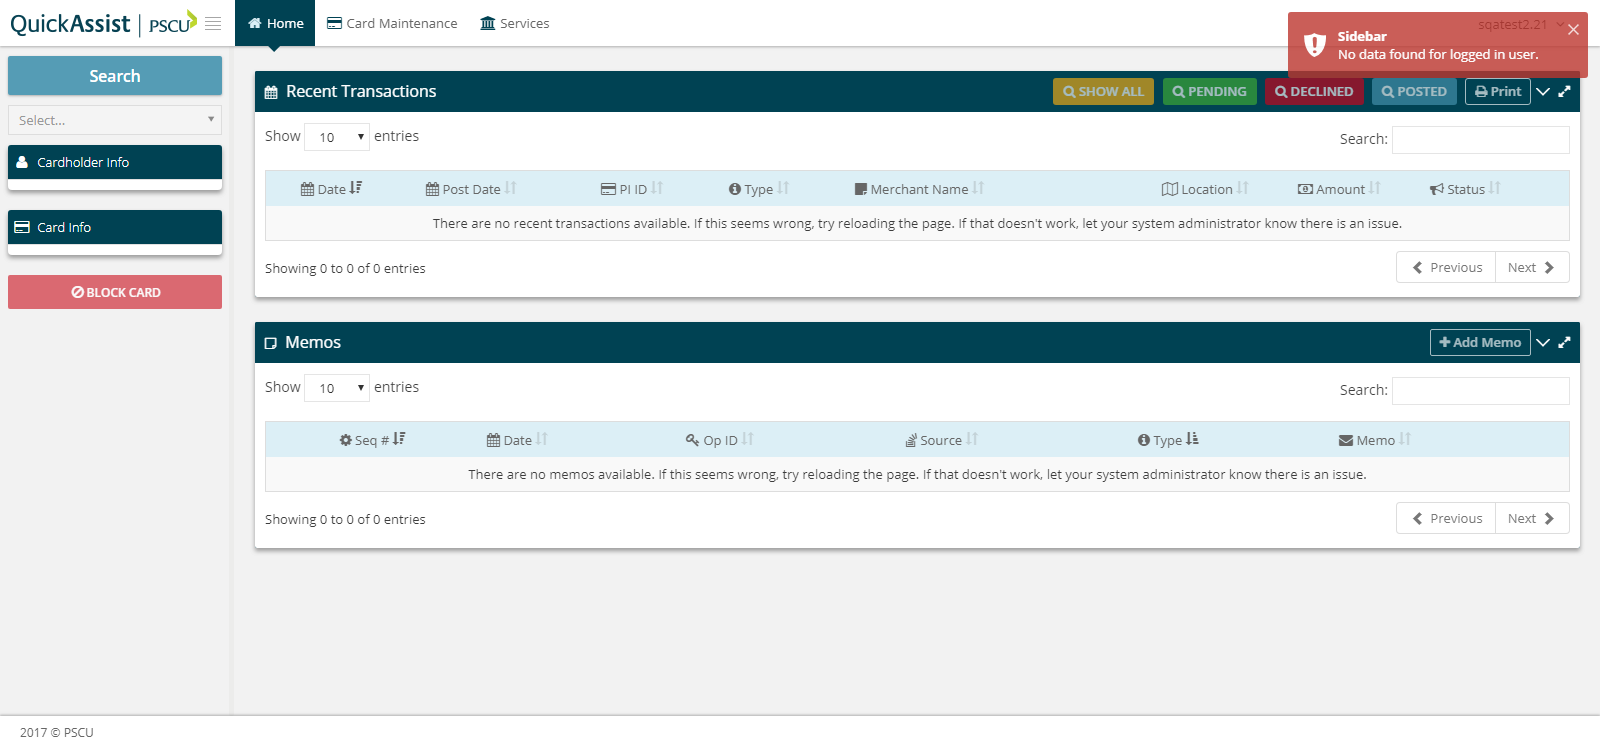 QuickAssist | PSCU
Home
Card Maintenance
Services
sqatest2.21
Sidebar
No data found for logged in user.
Search
Select...
Cardholder Info
Card Info
BLOCK CARD
Recent Transactions
SHOW ALL
PENDING
DECLINED
POSTED
Print
Show 10 entries
Search:
Date Post Date PI ID Type Merchant Name Location Amount Status
There are no recent transactions available. If this seems wrong, try reloading the page. If that doesn't work, let your system administrator know there is an issue.
Showing 0 to 0 of 0 entries
Previous Next
Memos
Add Memo
Show 10 entries
Search:
Seq # Date Op ID Source Type Memo
There are no memos available. If this seems wrong, try reloading the page. If that doesn't work, let your system administrator know there is an issue.
Showing 0 to 0 of 0 entries
Previous Next
2017 © PSCU